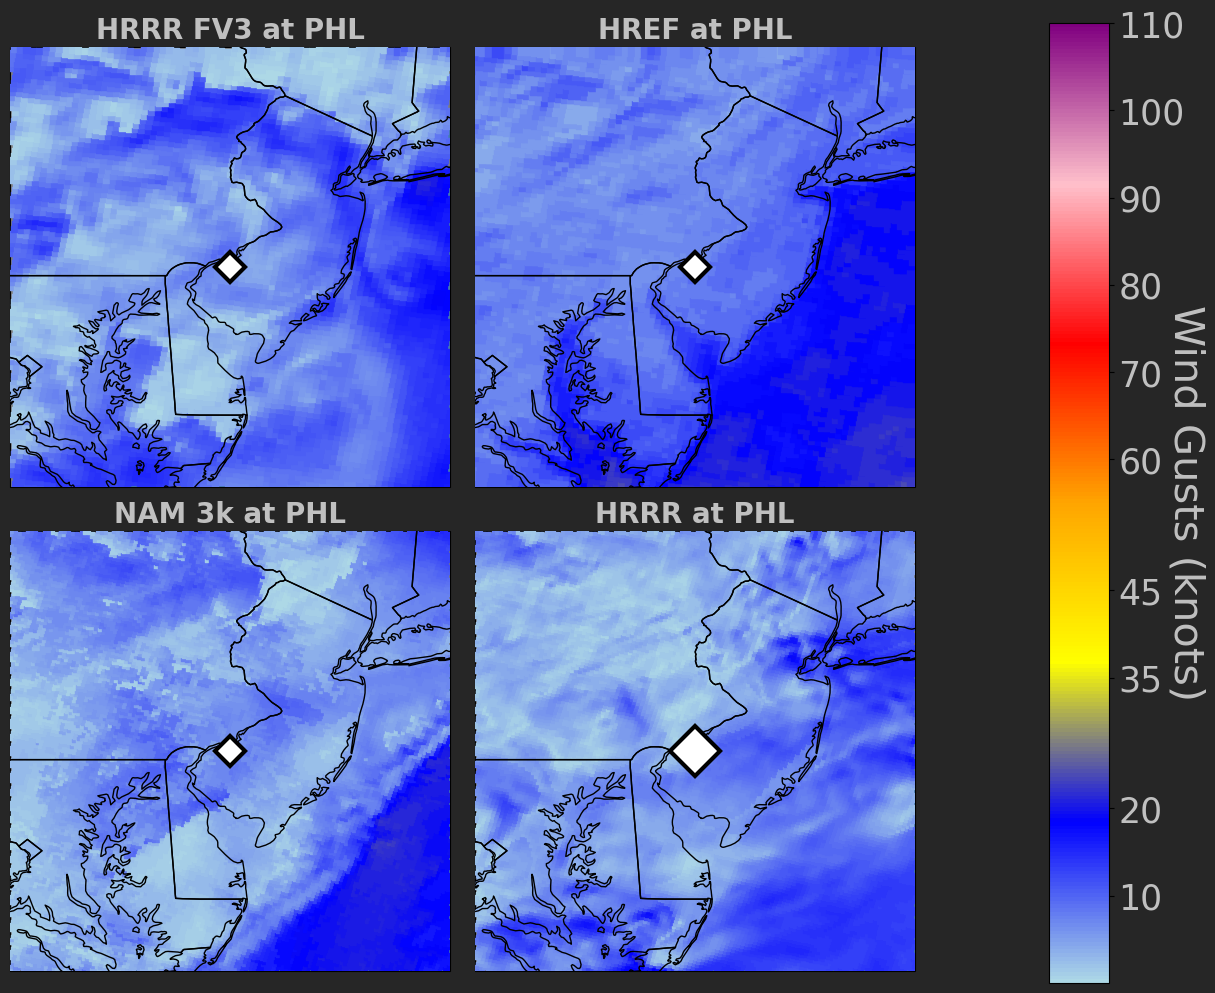 HRRR FV3 at PHL
HREF at PHL
NAM 3k at PHL
HRRR at PHL
110
100
90
80
70
60
45
35
20
10
Wind Gusts (knots)